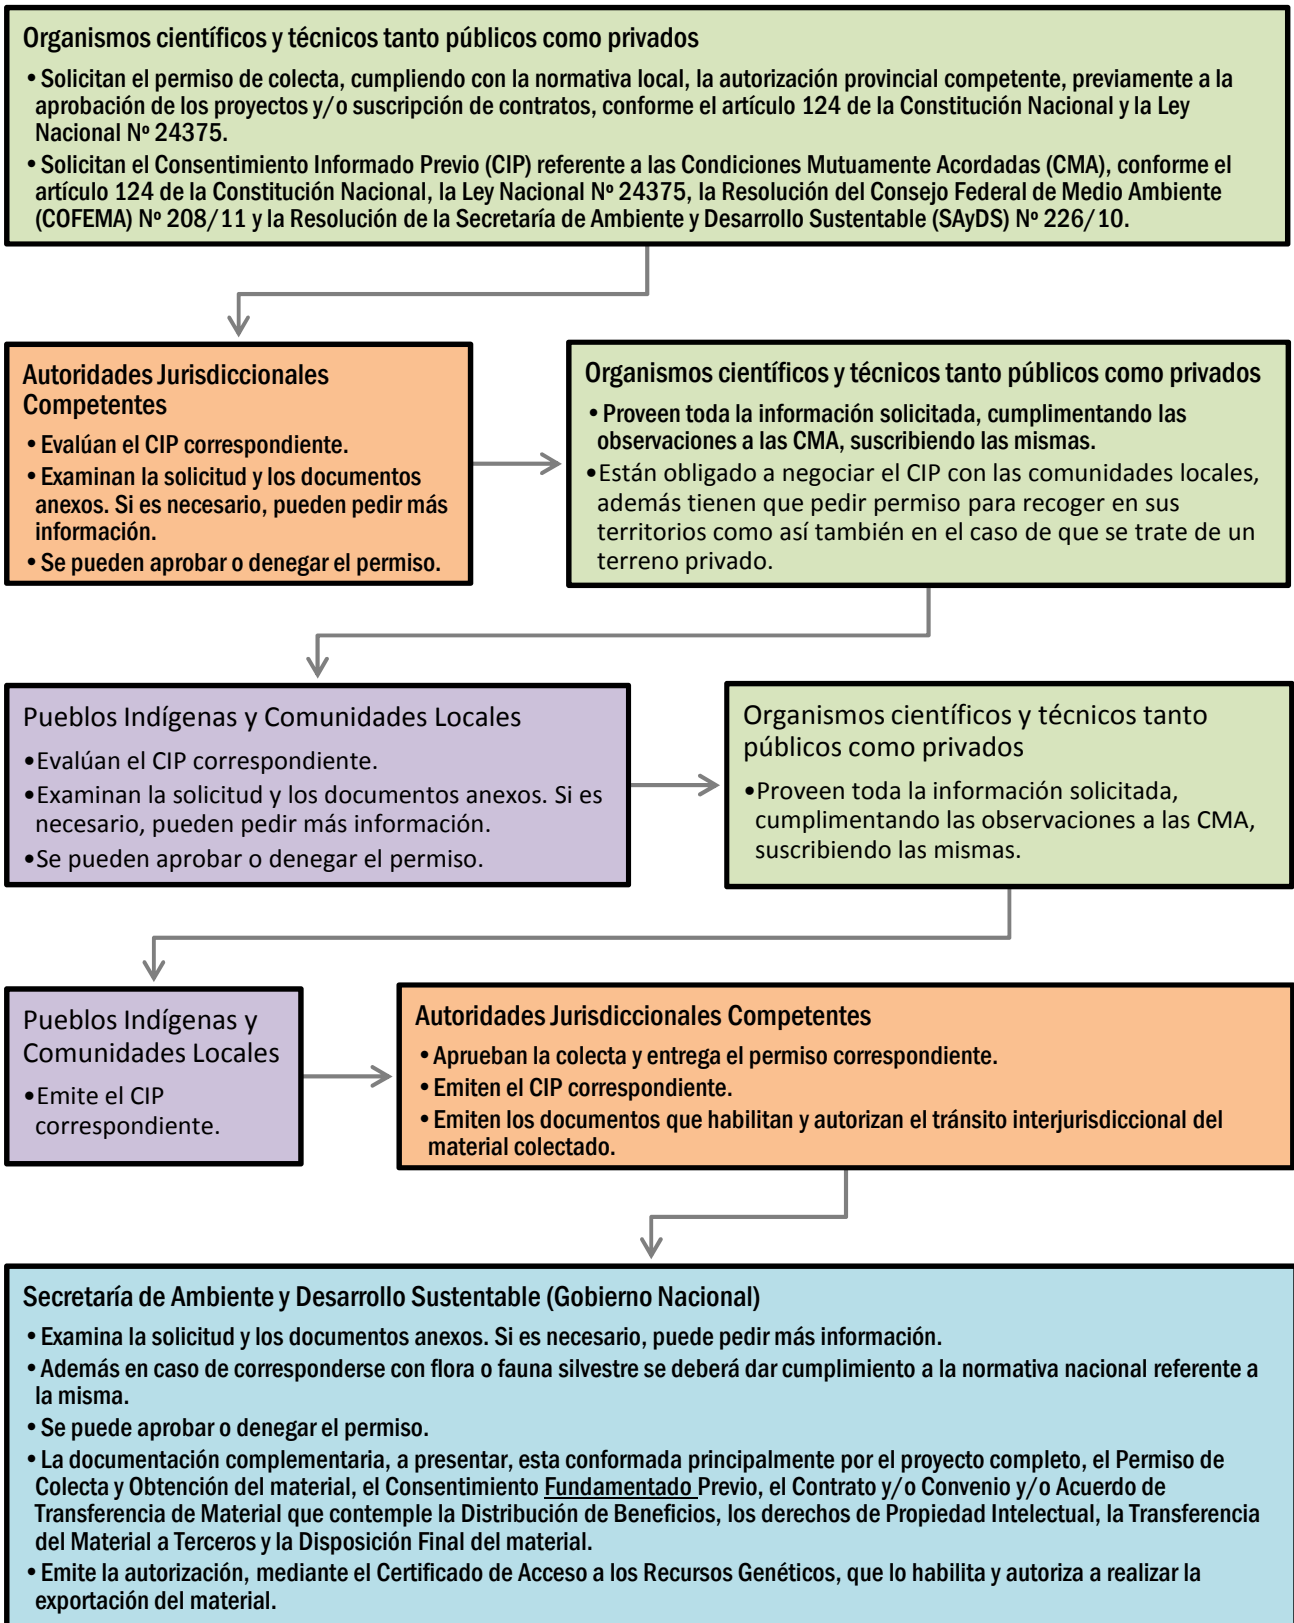 Organismos científicos y técnicos tanto públicos como privados
•Solicitan el permiso de colecta, cumpliendo con la normativa local, la autorización provincial competente, previamente a la
aprobación de los proyectos y/o suscripción de contratos, conforme el artículo 124 de la Constitución Nacional y la Ley
Nacional Nº 24375.
•Solicitan el Consentimiento Informado Previo (CIP) referente a las Condiciones Mutuamente Acordadas (CMA), conforme el
artículo 124 de la Constitución Nacional, la Ley Nacional Nº 24375, la Resolución del Consejo Federal de Medio Ambiente
(COFEMA) Nº 208/11 y la Resolución de la Secretaría de Ambiente y Desarrollo Sustentable (SAyDS) Nº 226/10.
Autoridades Jurisdiccionales
Competentes
•Evalúan el CIP correspondiente.
•Examinan la solicitud y los documentos
anexos. Si es necesario, pueden pedir más
información.
•Se pueden aprobar o denegar el permiso.
Organismos científicos y técnicos tanto públicos como privados
•Proveen toda la información solicitada, cumplimentando las
observaciones a las CMA, suscribiendo las mismas.
•Están obligado a negociar el CIP con las comunidades locales,
además tienen que pedir permiso para recoger en sus
territorios como así también en el caso de que se trate de un
terreno privado.
Pueblos Indígenas y Comunidades Locales
•Evalúan el CIP correspondiente.
•Examinan la solicitud y los documentos anexos. Si es
necesario, pueden pedir más información.
•Se pueden aprobar o denegar el permiso.
Organismos científicos y técnicos tanto
públicos como privados
•Proveen toda la información solicitada,
cumplimentando las observaciones a las CMA,
suscribiendo las mismas.
Pueblos Indígenas y
Comunidades Locales
•Emite el CIP
correspondiente.
Autoridades Jurisdiccionales Competentes
•Aprueban la colecta y entrega el permiso correspondiente.
•Emiten el CIP correspondiente.
•Emiten los documentos que habilitan y autorizan el tránsito interjurisdiccional del
material colectado.
Secretaría de Ambiente y Desarrollo Sustentable (Gobierno Nacional)
•Examina la solicitud y los documentos anexos. Si es necesario, puede pedir más información.
•Además en caso de corresponderse con flora o fauna silvestre se deberá dar cumplimiento a la normativa nacional referente a
la misma.
•Se puede aprobar o denegar el permiso.
•La documentación complementaria, a presentar, esta conformada principalmente por el proyecto completo, el Permiso de
Colecta y Obtención del material, el Consentimiento Fundamentado Previo, el Contrato y/o Convenio y/o Acuerdo de
Transferencia de Material que contemple la Distribución de Beneficios, los derechos de Propiedad Intelectual, la Transferencia
del Material a Terceros y la Disposición Final del material.
•Emite la autorización, mediante el Certificado de Acceso a los Recursos Genéticos, que lo habilita y autoriza a realizar la
exportación del material.